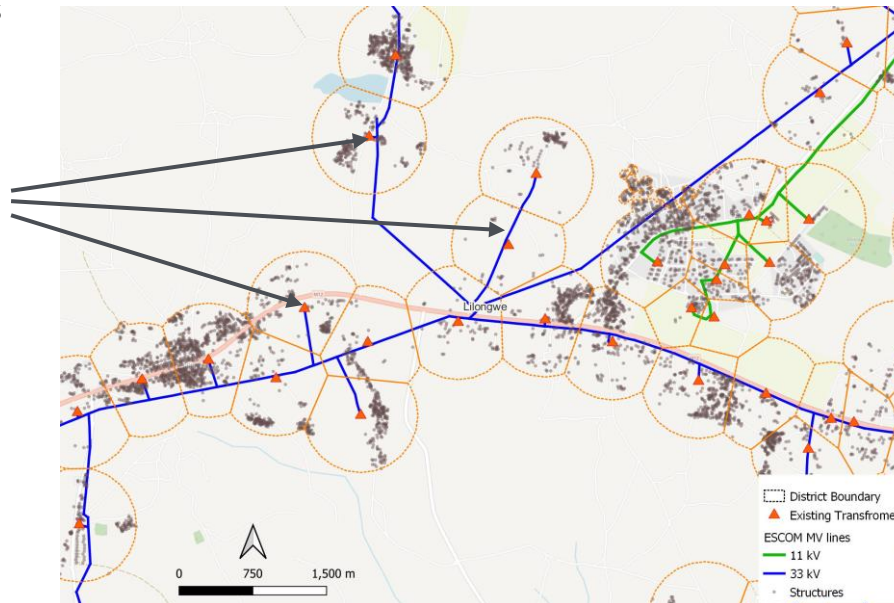 Lilongwe
0 750 1,500 m
District Boundary
Existing Transfrome
ESCOM MV lines
11 kV
33 kV
Structures